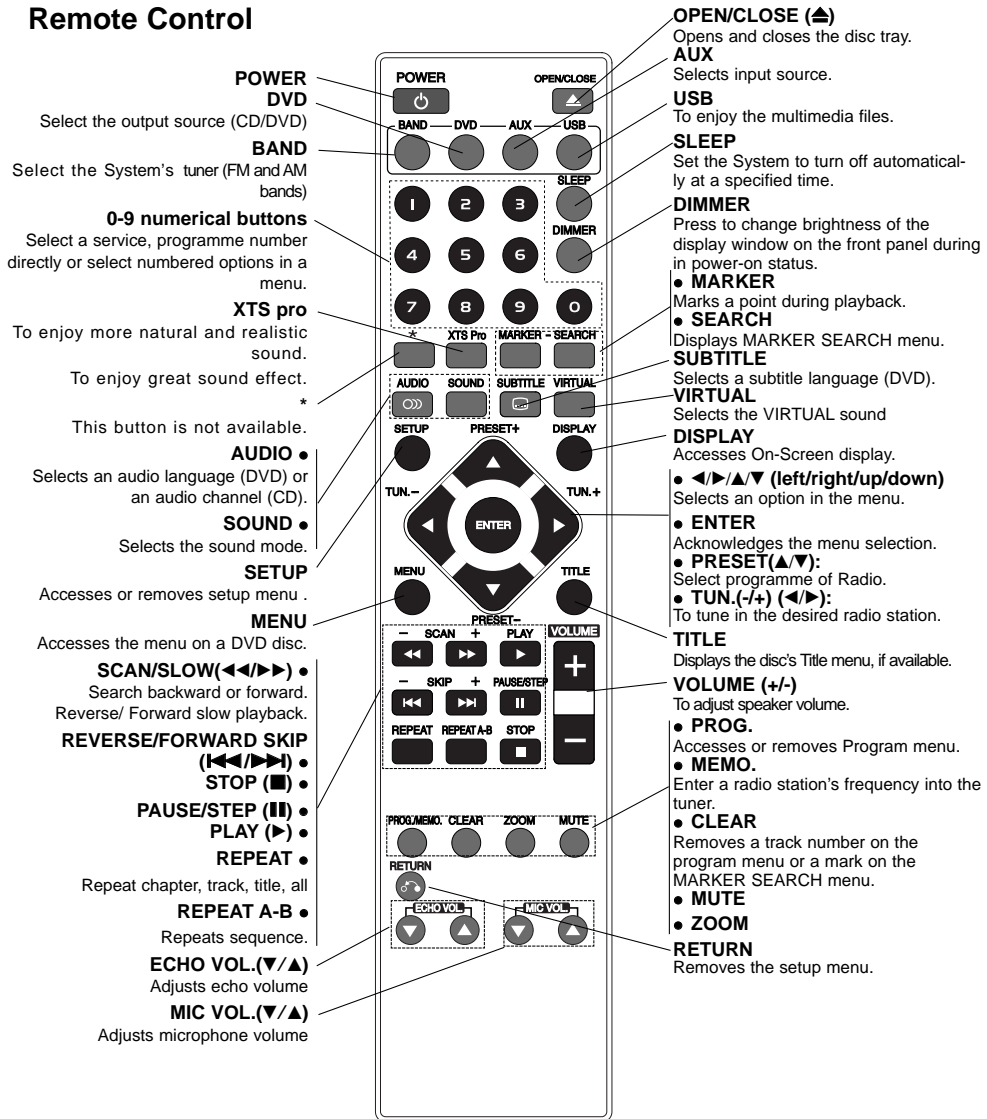 Remote Control
POWER
DVD
Select the output source (CD/DVD)
BAND
Select the System's tuner (FM and AM
bands)
0-9 numerical buttons
Select a service, programme number
directly or select numbered options in a
menu.
XTS pro
To enjoy more natural and realistic
sound.
To enjoy great sound effect.
*
This button is not available.
AUDIO ●
Selects an audio language (DVD) or
an audio channel (CD).
SOUND ●
Selects the sound mode.
SETUP
Accesses or removes setup menu .
MENU
Accesses the menu on a DVD disc.
SCAN/SLOW(◀◀/▶▶) ●
Search backward or forward.
Reverse/ Forward slow playback.
REVERSE/FORWARD SKIP
(|◀◀/▶▶|) ●
STOP (■) ●
PAUSE/STEP (II) ●
PLAY (▶) ●
REPEAT ●
Repeat chapter, track, title, all
REPEAT A-B ●
Repeats sequence.
ECHO VOL.(▼/▲)
Adjusts echo volume
MIC VOL.(▼/▲)
Adjusts microphone volume
POWER OPEN/CLOSE
BAND DVD AUX USB
SLEEP
1 2 3
DIMMER
4 5 6
7 8 9 0
* XTS Pro MARKER - SEARCH
AUDIO SOUND SUBTITLE VIRTUAL
SETUP PRESET+ DISPLAY
TUN.- TUN.+
ENTER
MENU TITLE
PRESET-
- SCAN + PLAY VOLUME
+
- SKIP + PAUSE/STEP
REPEAT REPEAT A-B STOP
-
PROG./MEMO. CLEAR ZOOM MUTE
RETURN
ECHO VOL. MIC VOL.
OPEN/CLOSE (⏏)
Opens and closes the disc tray.
AUX
Selects input source.
USB
To enjoy the multimedia files.
SLEEP
Set the System to turn off automatical-
ly at a specified time.
DIMMER
Press to change brightness of the
display window on the front panel during
in power-on status.
● MARKER
Marks a point during playback.
● SEARCH
Displays MARKER SEARCH menu.
SUBTITLE
Selects a subtitle language (DVD).
VIRTUAL
Selects the VIRTUAL sound
DISPLAY
Accesses On-Screen display.
● ◀/▶/▲/▼ (left/right/up/down)
Selects an option in the menu.
● ENTER
Acknowledges the menu selection.
● PRESET(▲/▼):
Select programme of Radio.
● TUN.(-/+) (◀/▶):
To tune in the desired radio station.
TITLE
Displays the disc's Title menu, if available.
VOLUME (+/-)
To adjust speaker volume.
● PROG.
Accesses or removes Program menu.
● MEMO.
Enter a radio station's frequency into the
tuner.
● CLEAR
Removes a track number on the
program menu or a mark on the
MARKER SEARCH menu.
● MUTE
● ZOOM
RETURN
Removes the setup menu.